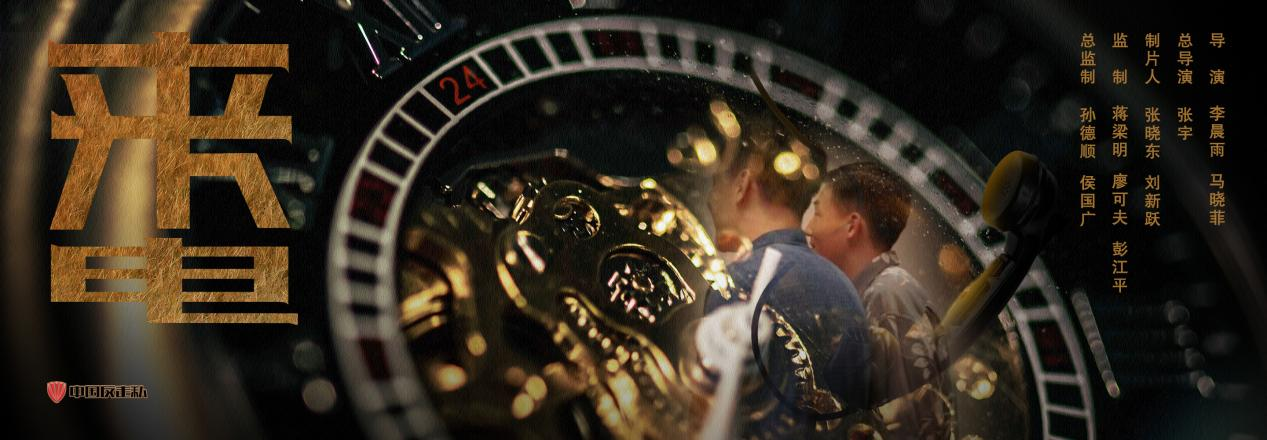 来电
中国反走私
24
导演 李晨雨 马晓菲
总导演 张宇
制片人 张晓东 刘新跃
监制 蒋梁明 廖可夫 彭江平
总监制 孙德顺 侯国广